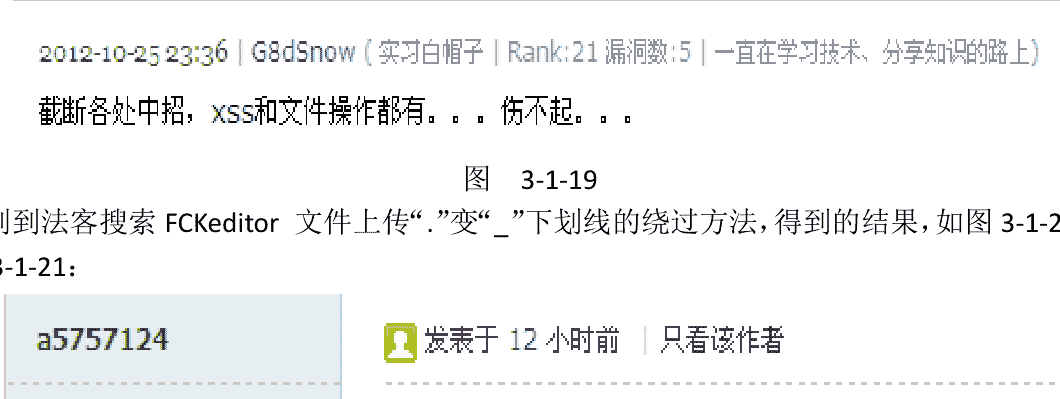 2012-10-25 23:36 | G8dSnow ( 实习白帽子 | Rank:21 漏洞数:5 | 一直在学习技术、分享知识的路上)
截断各处中招，xss和文件操作都有。。。伤不起。。。
图 3-1-19
到法客搜索 FCKeditor 文件上传“.”变“_”下划线的绕过方法，得到的结果，如图 3-1-2
3-1-21：
a5757124
发表于 12 小时前 | 只看该作者